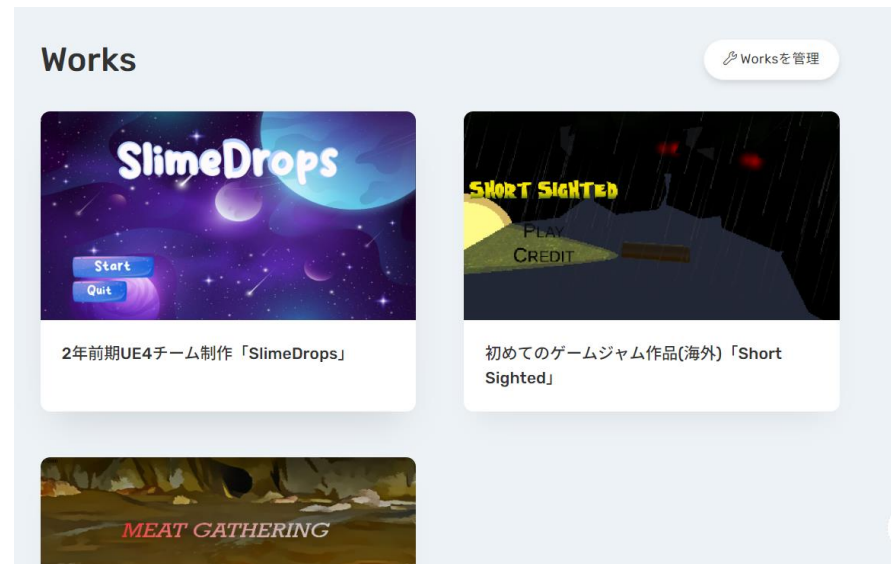 Works
Worksを管理
SlimeDrops
Start
Quit
2年前期UE4チーム制作「SlimeDrops」
SHORT SIGHTED
PLAY
CREDIT
初めてのゲームジャム作品(海外)「Short
Sighted」
MEAT GATHERING